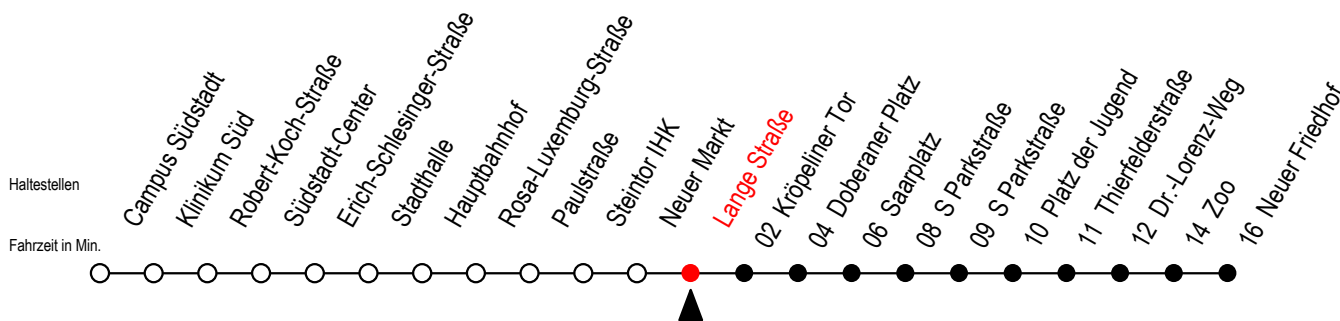 Haltestellen
Fahrzeit in Min.
Campus Südstadt
Klinikum Süd
Robert-Koch-Straße
Südstadt-Center
Erich-Schlesinger-Straße
Stadthalle
Hauptbahnhof
Rosa-Luxemburg-Straße
Paulstraße
Steintor IHK
Neuer Markt
Lange Straße
02 Kröpeliner Tor
04 Doberaner Platz
06 Saarplatz
08 S Parkstraße
09 S Parkstraße
10 Platz der Jugend
11 Thierfelderstraße
12 Dr.-Lorenz-Weg
14 Zoo
16 Neuer Friedhof